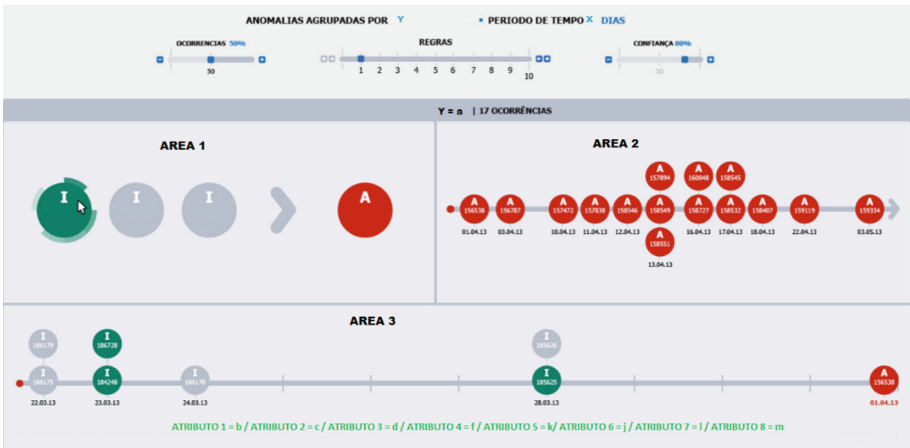 ANOMALIAS AGRUPADAS POR Y ▪ PERIODO DE TEMPO X DIAS
OCORRENCIAS 50% REGRAS CONFIANÇA 80%
50 1 2 3 4 5 6 7 8 9 10 50
Y = a | 17 OCORRÊNCIAS
AREA 1 AREA 2
I I I A
A A A
157894 160048 158545
A A A A A A A A A A A
156538 156787 157472 157838 158546 158549 158727 158532 158407 159119 159334
01.04.13 03.04.13 10.04.13 11.04.13 12.04.13 16.04.13 17.04.13 18.04.13 22.04.13 03.05.13
A
158551
13.04.13
AREA 3
I I I
186179 186728 185626
I I I I A
186175 184248 186178 185625 156538
22.03.13 23.03.13 24.03.13 28.03.13 01.04.13
ATRIBUTO 1 = b / ATRIBUTO 2 = c / ATRIBUTO 3 = d / ATRIBUTO 4 = f / ATRIBUTO 5 = k/ ATRIBUTO 6 = j / ATRIBUTO 7 = l / ATRIBUTO 8 = m